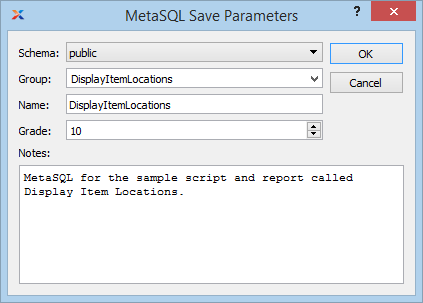 MetaSQL Save Parameters
?
Schema: public
OK
Group: DisplayItemLocations
Cancel
Name: DisplayItemLocations
Grade: 10
Notes:
MetaSQL for the sample script and report called
Display Item Locations.